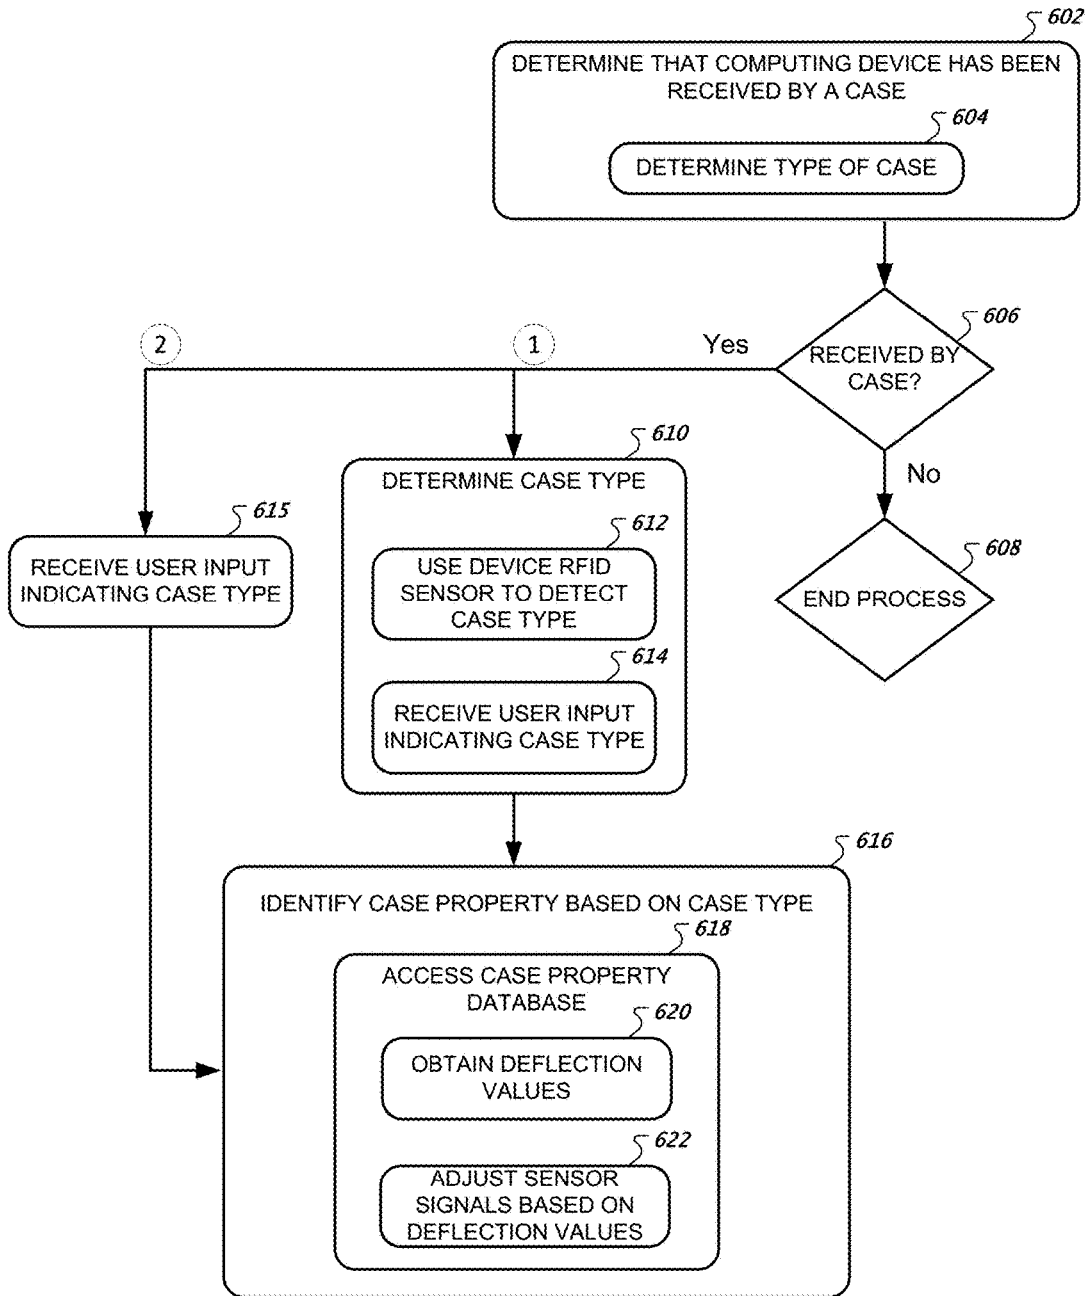 602
DETERMINE THAT COMPUTING DEVICE HAS BEEN
RECEIVED BY A CASE
604
DETERMINE TYPE OF CASE
606
RECEIVED BY
CASE?
Yes
1
2
No
608
END PROCESS
610
DETERMINE CASE TYPE
612
USE DEVICE RFID
SENSOR TO DETECT
CASE TYPE
614
RECEIVE USER INPUT
INDICATING CASE TYPE
615
RECEIVE USER INPUT
INDICATING CASE TYPE
616
IDENTIFY CASE PROPERTY BASED ON CASE TYPE
618
ACCESS CASE PROPERTY
DATABASE
620
OBTAIN DEFLECTION
VALUES
622
ADJUST SENSOR
SIGNALS BASED ON
DEFLECTION VALUES